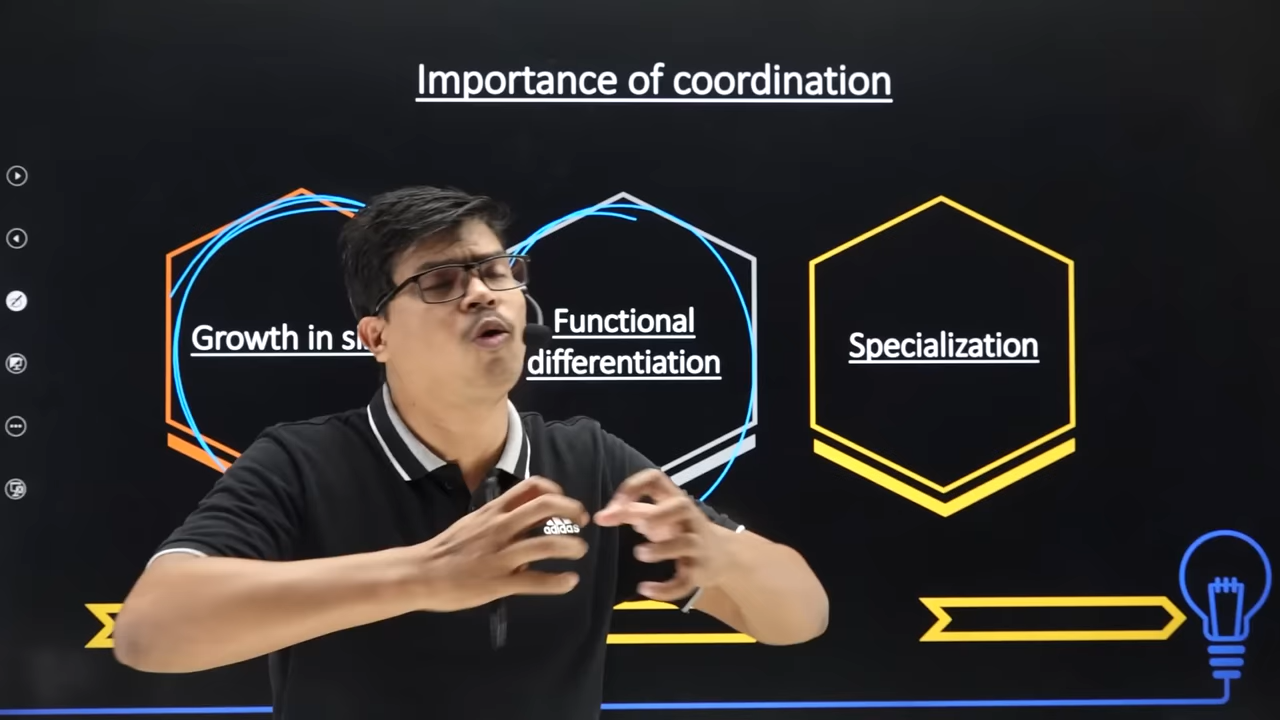 Importance of coordination
Growth in
Functional
differentiation
Specialization
adidas